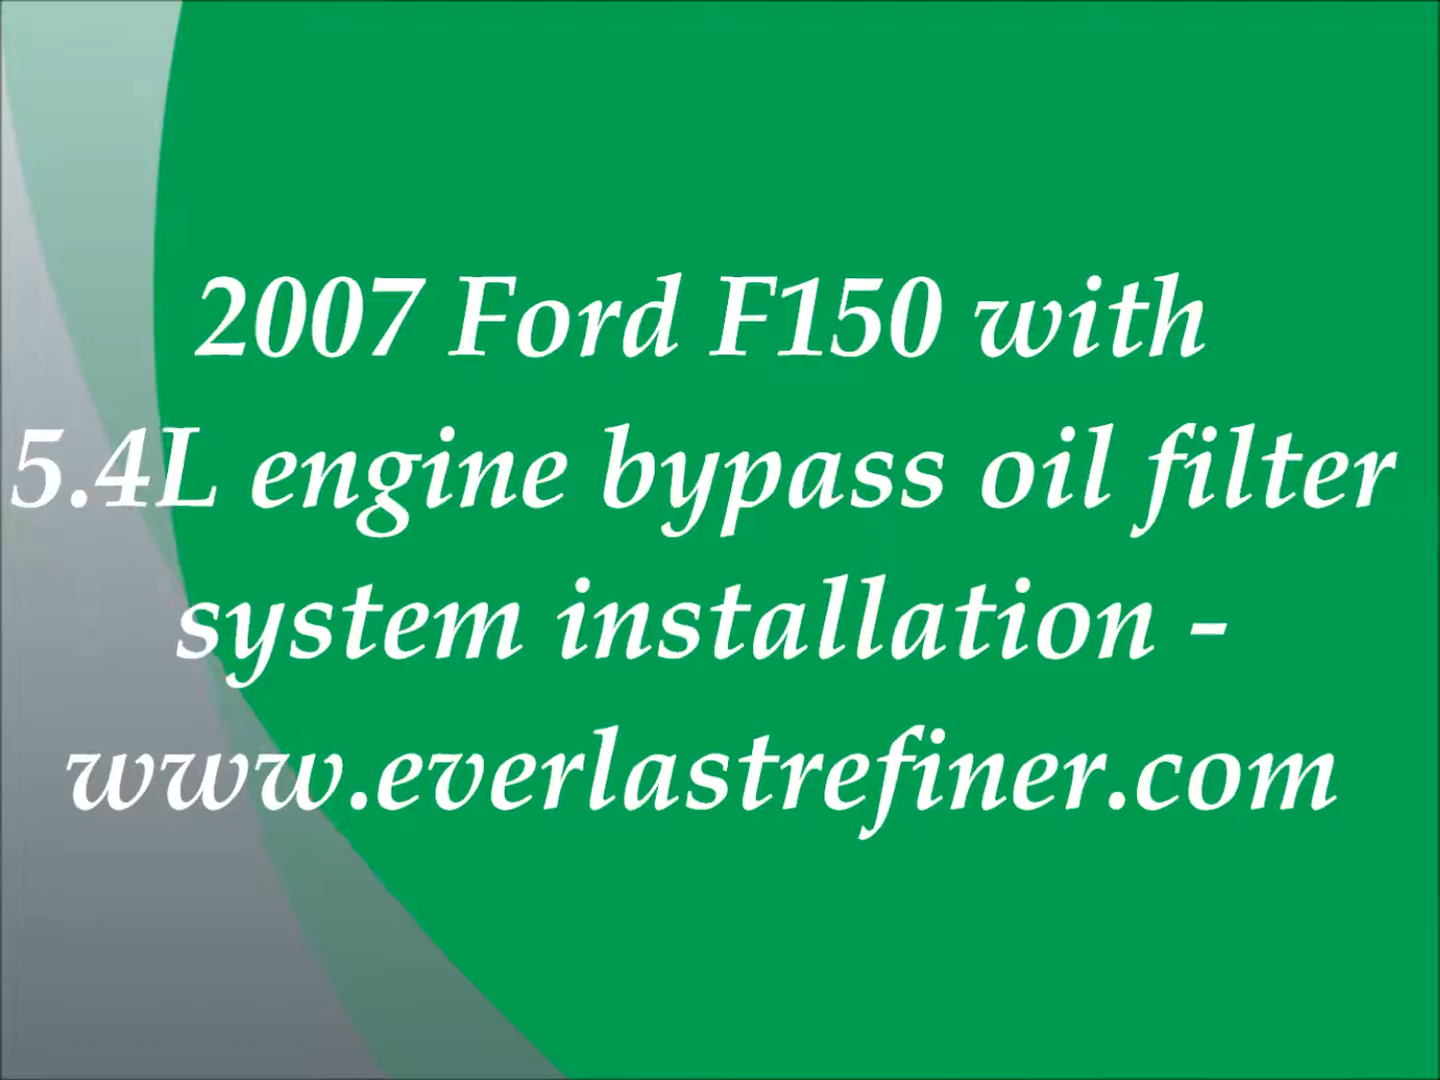 2007 Ford F150 with
5.4L engine bypass oil filter
system installation -
www.everlastrefiner.com